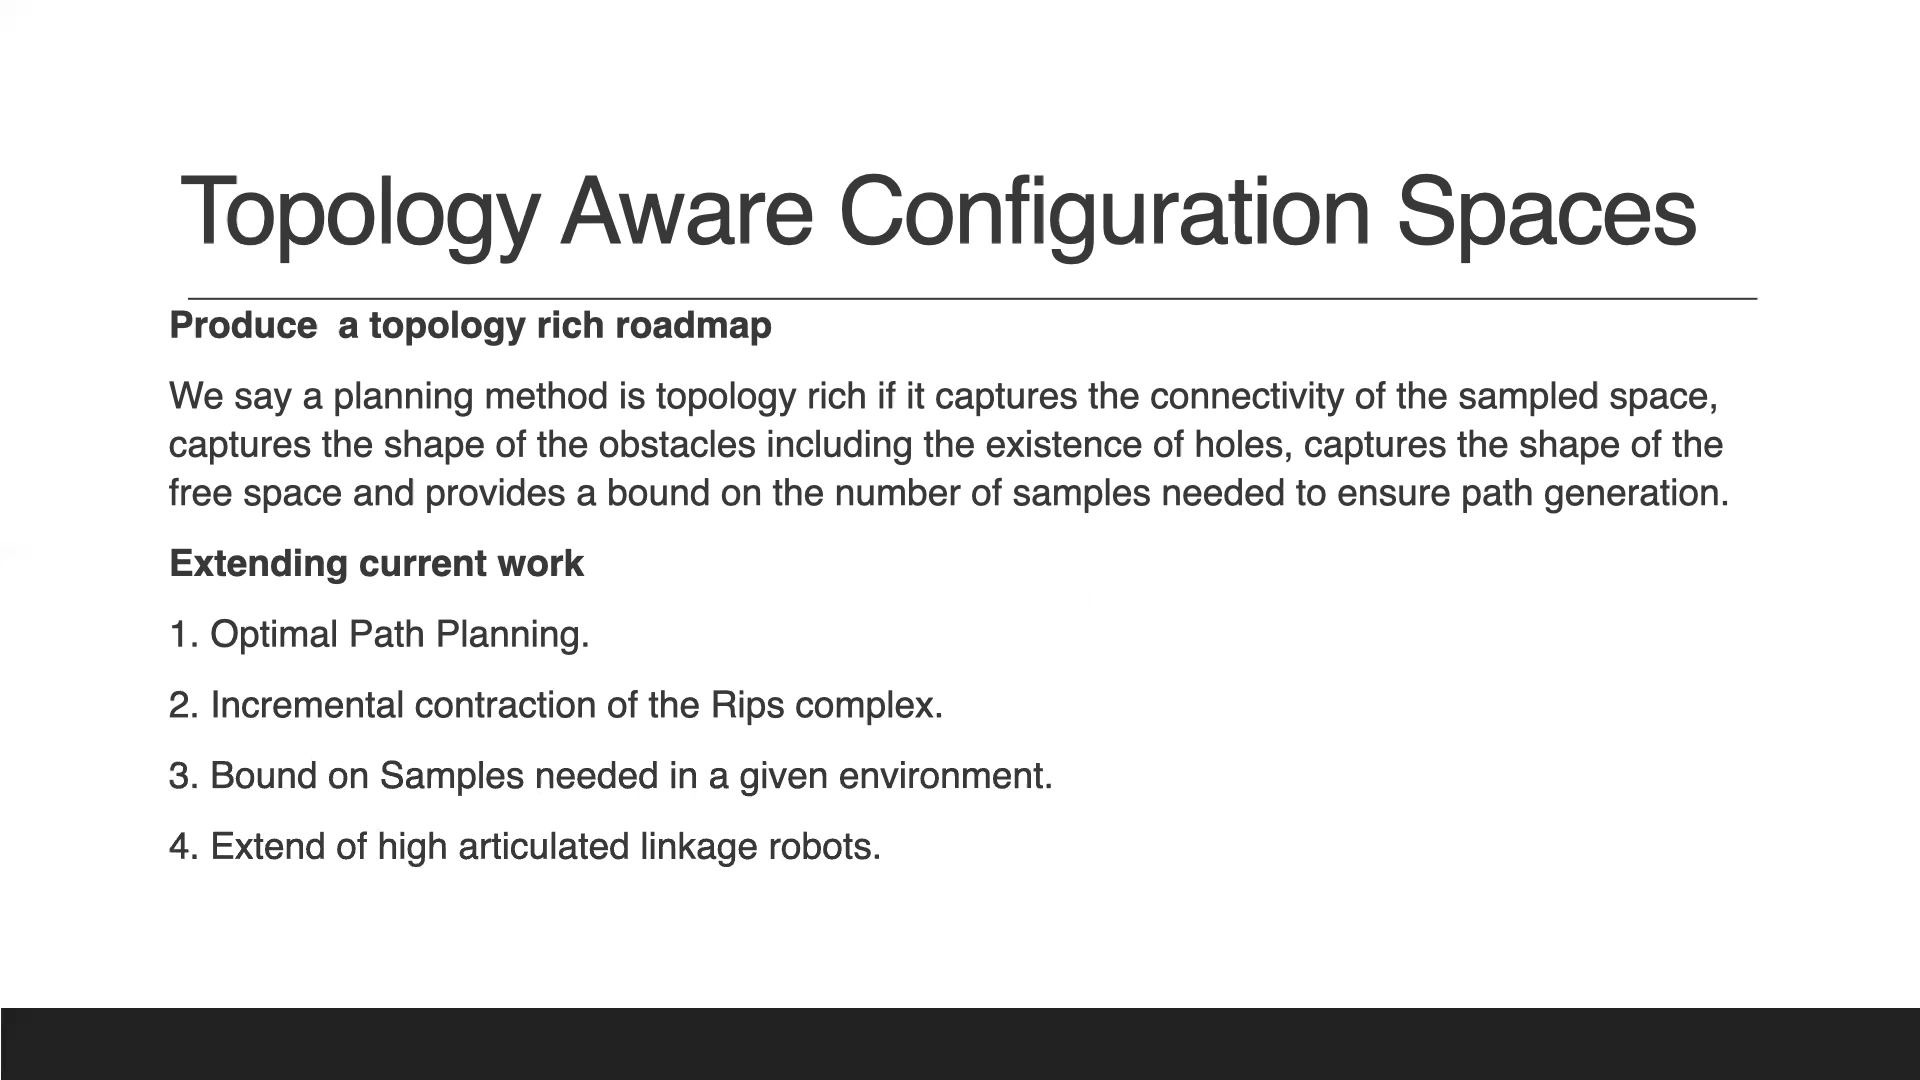 Topology Aware Configuration Spaces
Produce  a topology rich roadmap
We say a planning method is topology rich if it captures the connectivity of the sampled space,
captures the shape of the obstacles including the existence of holes, captures the shape of the
free space and provides a bound on the number of samples needed to ensure path generation.
Extending current work
1. Optimal Path Planning.
2. Incremental contraction of the Rips complex.
3. Bound on Samples needed in a given environment.
4. Extend of high articulated linkage robots.